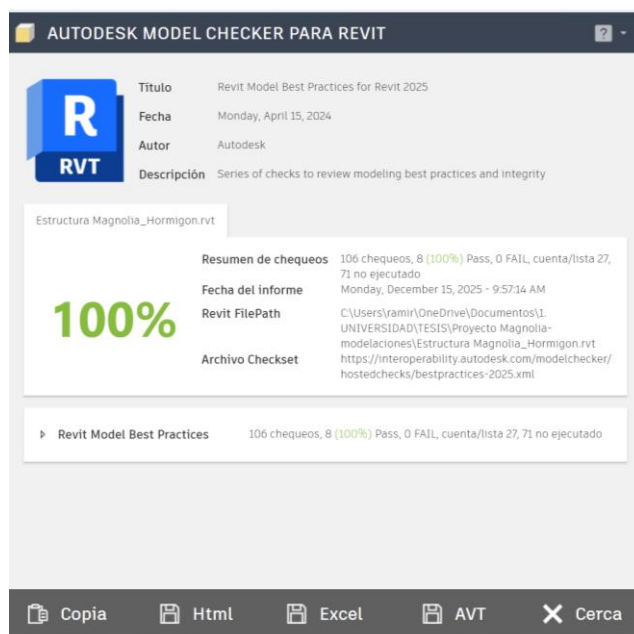 AUTODESK MODEL CHECKER PARA REVIT
?
R
RVT
Título Revit Model Best Practices for Revit 2025
Fecha Monday, April 15, 2024
Autor Autodesk
Descripción Series of checks to review modeling best practices and integrity
Estructura Magnolia_Hormigon.rvt
100%
Resumen de chequeos 106 chequeos, 8 (100%) Pass, 0 FAIL, cuenta/lista 27,
71 no ejecutado
Fecha del informe Monday, December 15, 2025 - 9:57:14 AM
Revit FilePath C:\Users\ramir\OneDrive\Documentos\1.
UNIVERSIDAD\TESIS\Proyecto Magnolia-
modelaciones\Estructura Magnolia_Hormigon.rvt
Archivo Checkset https://interoperability.autodesk.com/modelchecker/
hostedchecks/bestpractices-2025.xml
Revit Model Best Practices 106 chequeos, 8 (100%) Pass, 0 FAIL, cuenta/lista 27, 71 no ejecutado
Copia Html Excel AVT Cerca